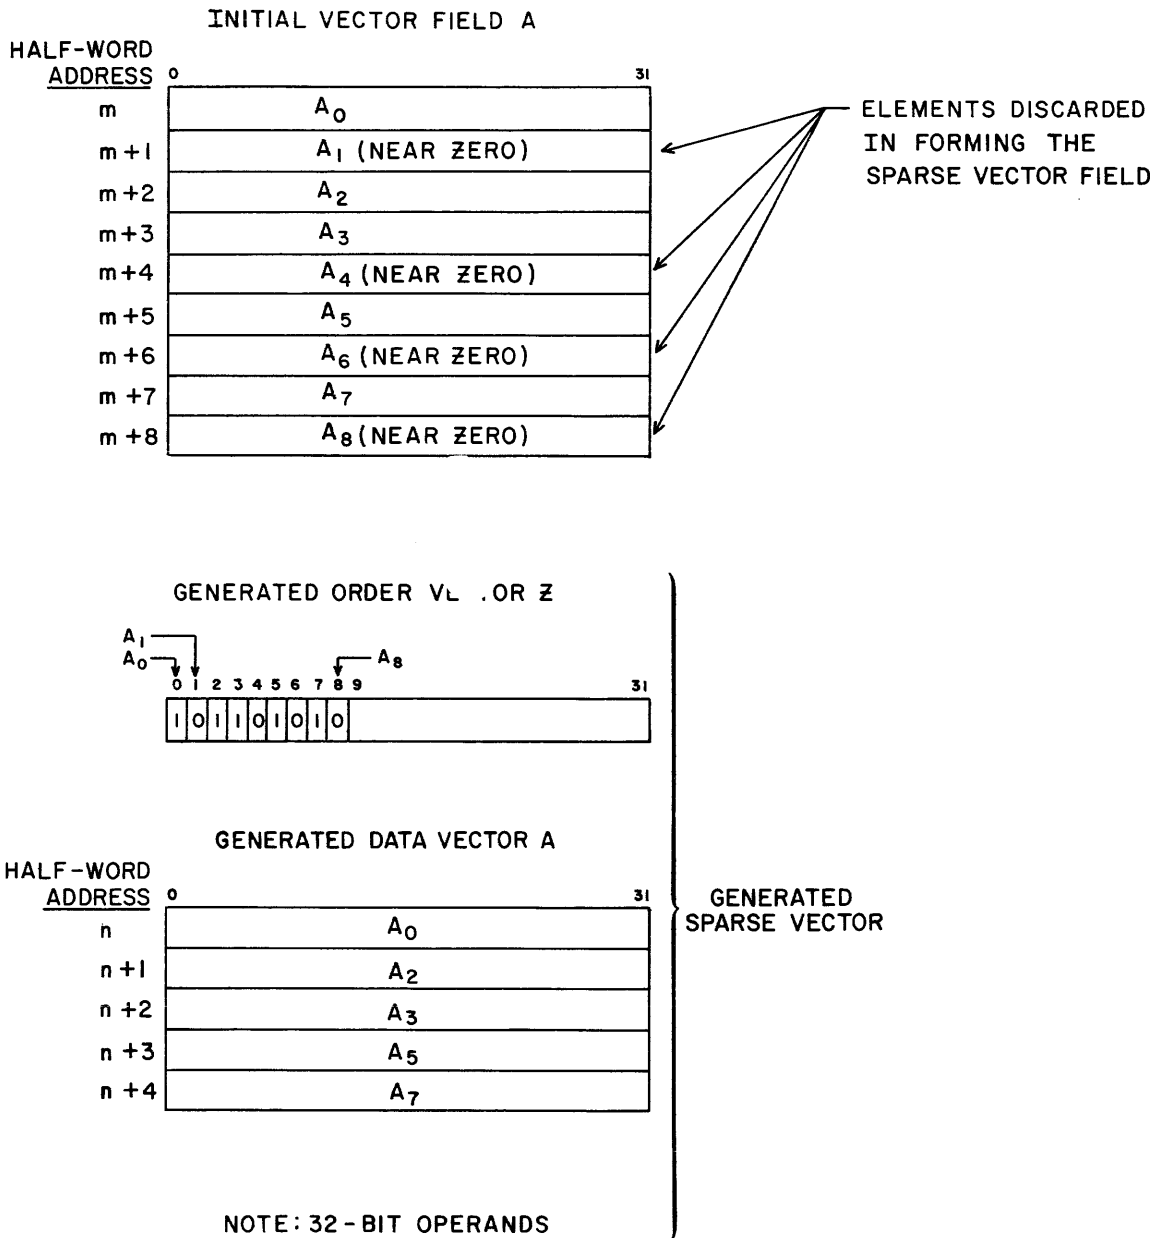 INITIAL VECTOR FIELD A
HALF-WORD
ADDRESS 0 31
m A0
m+1 A1 (NEAR ZERO)
m+2 A2
m+3 A3
m+4 A4 (NEAR ZERO)
m+5 A5
m+6 A6 (NEAR ZERO)
m+7 A7
m+8 A8 (NEAR ZERO)
ELEMENTS DISCARDED
IN FORMING THE
SPARSE VECTOR FIELD
GENERATED ORDER Z
A1
A0 A8
0 1 2 3 4 5 6 7 8 9 31
1 0 1 1 0 1 0 1 0
GENERATED DATA VECTOR A
HALF-WORD
ADDRESS 0 31
n A0
n+1 A2
n+2 A3
n+3 A5
n+4 A7
GENERATED
SPARSE VECTOR
NOTE: 32-BIT OPERANDS